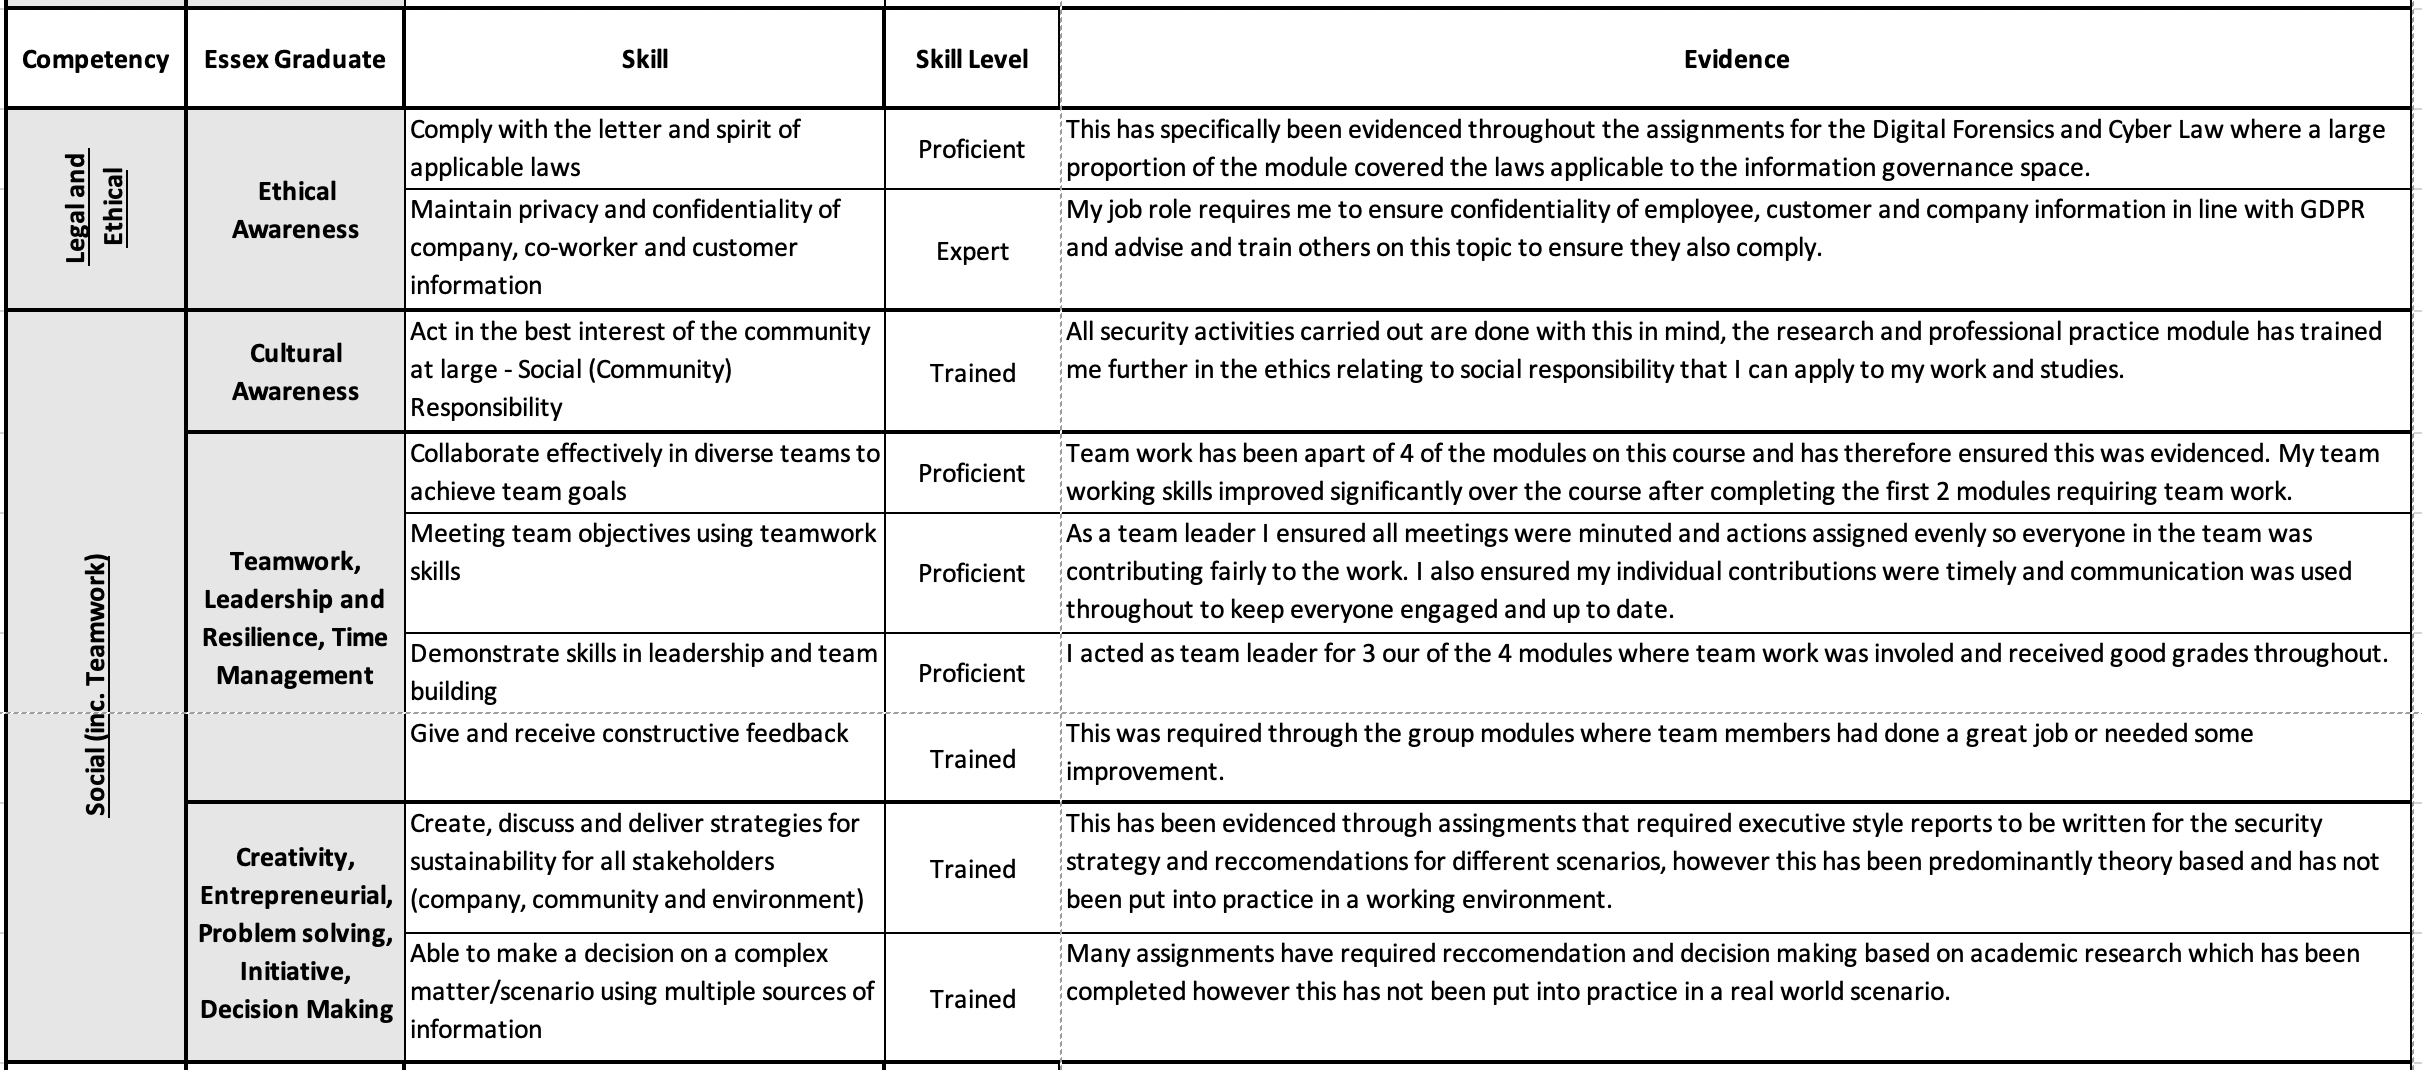 Competency
Essex Graduate
Skill
Skill Level
Evidence
Legal and
Ethical
Ethical
Awareness
Comply with the letter and spirit of
applicable laws
Proficient
This has specifically been evidenced throughout the assignments for the Digital Forensics and Cyber Law where a large
proportion of the module covered the laws applicable to the information governance space.
Maintain privacy and confidentiality of
company, co-worker and customer
information
Expert
My job role requires me to ensure confidentiality of employee, customer and company information in line with GDPR
and advise and train others on this topic to ensure they also comply.
Social (inc. Teamwork)
Cultural
Awareness
Act in the best interest of the community
at large - Social (Community)
Responsibility
Trained
All security activities carried out are done with this in mind, the research and professional practice module has trained
me further in the ethics relating to social responsibility that I can apply to my work and studies.
Teamwork,
Leadership and
Resilience, Time
Management
Collaborate effectively in diverse teams to
achieve team goals
Proficient
Team work has been apart of 4 of the modules on this course and has therefore ensured this was evidenced. My team
working skills improved significantly over the course after completing the first 2 modules requiring team work.
Meeting team objectives using teamwork
skills
Proficient
As a team leader I ensured all meetings were minuted and actions assigned evenly so everyone in the team was
contributing fairly to the work. I also ensured my individual contributions were timely and communication was used
throughout to keep everyone engaged and up to date.
Demonstrate skills in leadership and team
building
Proficient
I acted as team leader for 3 our of the 4 modules where team work was involed and received good grades throughout.
Give and receive constructive feedback
Trained
This was required through the group modules where team members had done a great job or needed some
improvement.
Creativity,
Entrepreneurial,
Problem solving,
Initiative,
Decision Making
Create, discuss and deliver strategies for
sustainability for all stakeholders
(company, community and environment)
Trained
This has been evidenced through assingments that required executive style reports to be written for the security
strategy and reccomendations for different scenarios, however this has been predominantly theory based and has not
been put into practice in a working environment.
Able to make a decision on a complex
matter/scenario using multiple sources of
information
Trained
Many assignments have required reccomendation and decision making based on academic research which has been
completed however this has not been put into practice in a real world scenario.